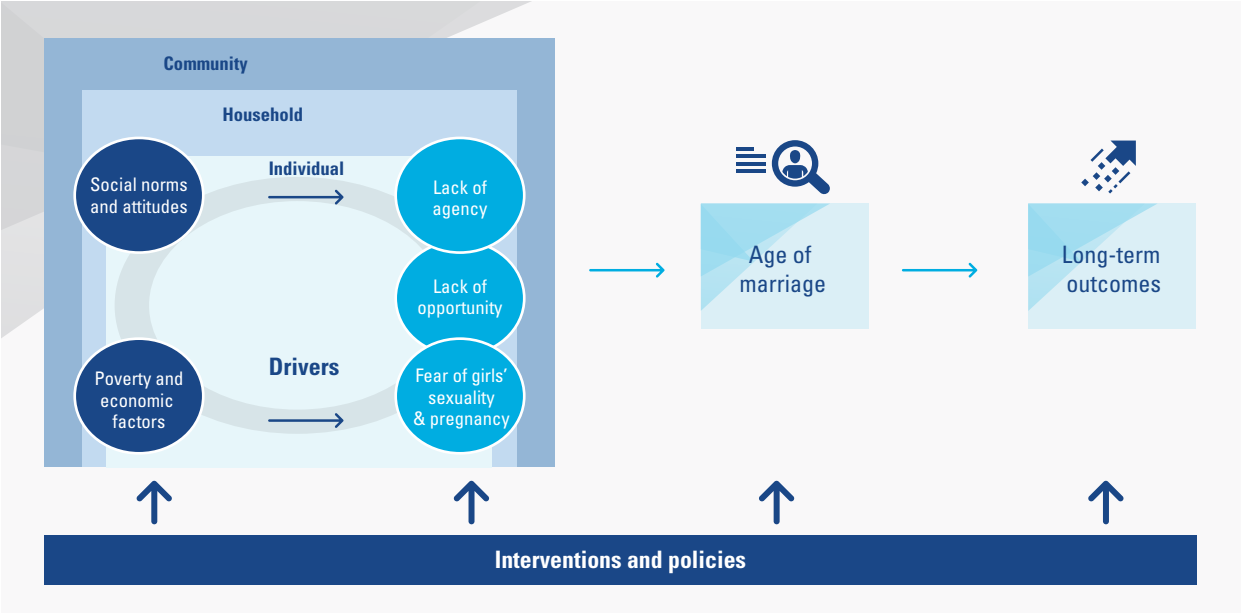 Community
Household
Individual
Social norms
and attitudes
Lack of
agency
Lack of
opportunity
Drivers
Poverty and
economic
factors
Fear of girls’
sexuality
& pregnancy
Age of
marriage
Long-term
outcomes
Interventions and policies